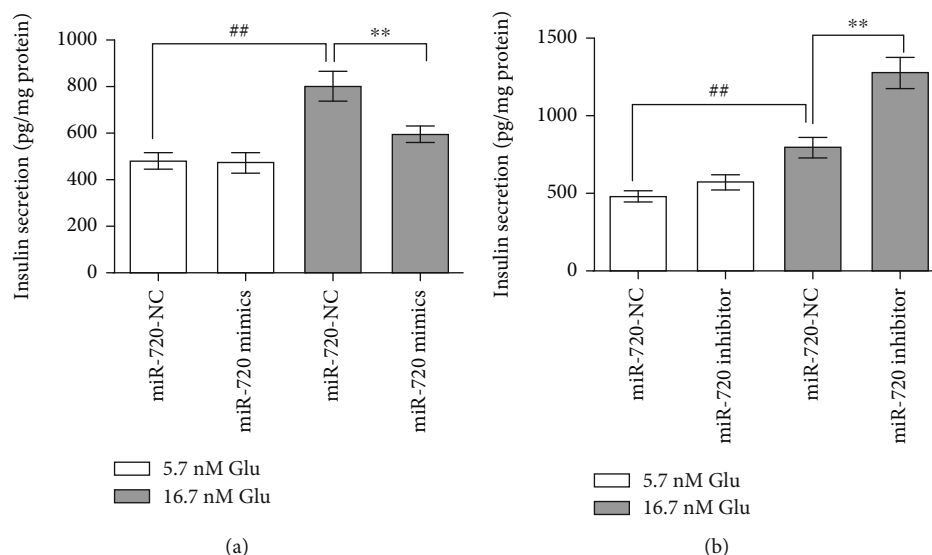 Insulin secretion (pg/mg protein)
1000
800
600
400
200
0
##
**
miR-720-NC
miR-720 mimics
miR-720-NC
miR-720 mimics
5.7 nM Glu
16.7 nM Glu
(a)
Insulin secretion (pg/mg protein)
1500
1000
500
0
##
**
miR-720-NC
miR-720 inhibitor
miR-720-NC
miR-720 inhibitor
5.7 nM Glu
16.7 nM Glu
(b)